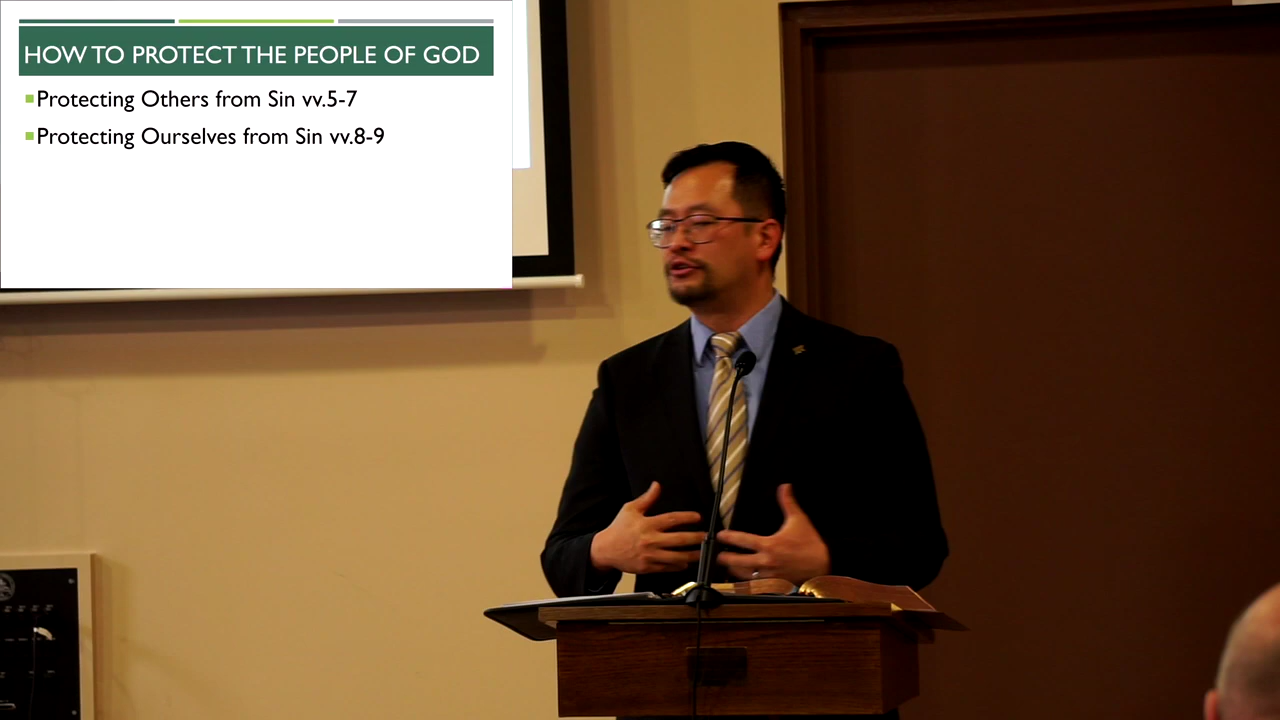 HOW TO PROTECT THE PEOPLE OF GOD
Protecting Others from Sin vv.5-7
Protecting Ourselves from Sin vv.8-9